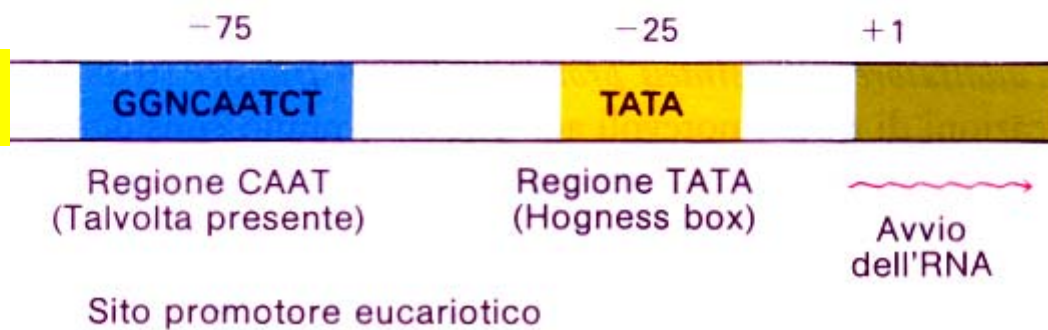 −75
−25
+1
GGNCAATCT
TATA
Regione CAAT
(Talvolta presente)
Regione TATA
(Hogness box)
Avvio
dell'RNA
Sito promotore eucariotico